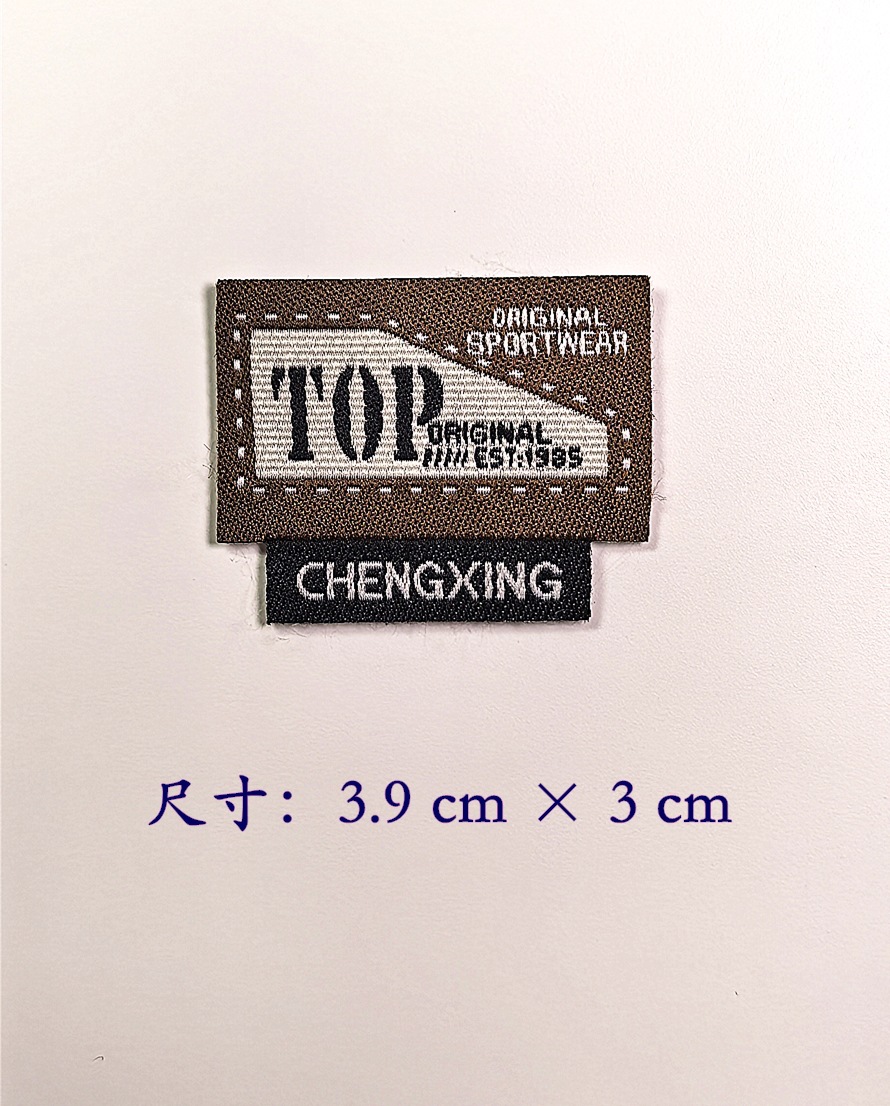 ORIGINAL
SPORTWEAR
TOP
ORIGINAL
///// EST.1985
CHENGXING
尺寸：3.9 cm × 3 cm